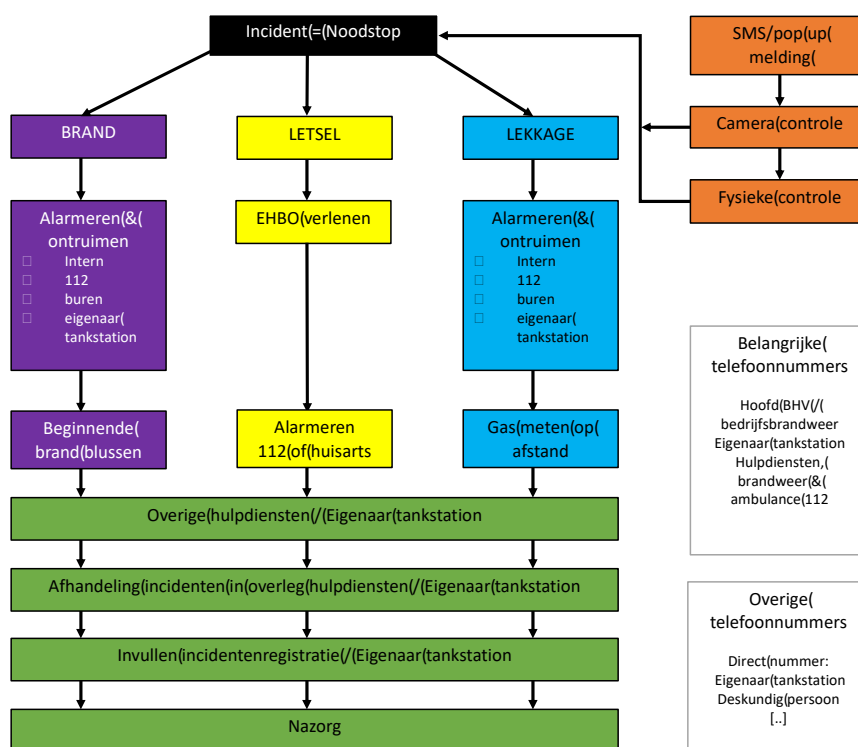 Incident(=(Noodstop
SMS/pop(up(
melding(
Camera(controle
Fysieke(controle
BRAND
LETSEL
LEKKAGE
Alarmeren(&(
ontruimen
Intern
112
buren
eigenaar(
tankstation
EHBO(verlenen
Alarmeren(&(
ontruimen
Intern
112
buren
eigenaar(
tankstation
Beginnende(
brand(blussen
Alarmeren
112(of(huisarts
Gas(meten(op(
afstand
Overige(hulpdiensten(/(Eigenaar(tankstation
Afhandeling(incidenten(in(overleg(hulpdiensten(/(Eigenaar(tankstation
Invullen(incidentenregistratie(/(Eigenaar(tankstation
Nazorg
Belangrijke(
telefoonnummers
Hoofd(BHV(/(
bedrijfsbrandweer
Eigenaar(tankstation
Hulpdiensten,(
brandweer(&(
ambulance(112
Overige(
telefoonnummers
Direct(nummer:
Eigenaar(tankstation
Deskundig(persoon
[..]